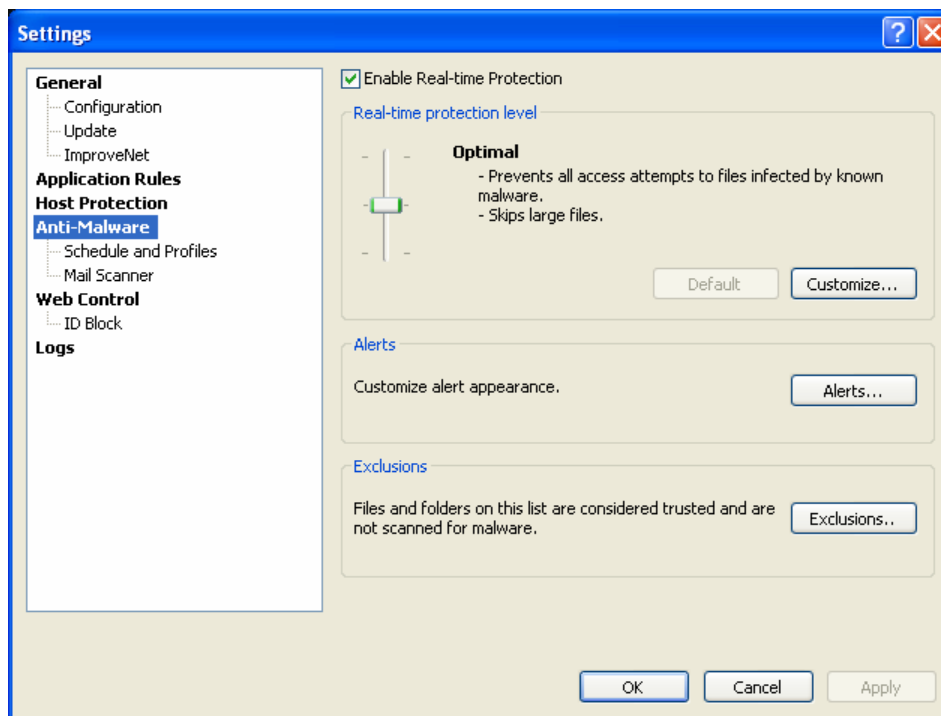 Settings
General
Configuration
Update
ImproveNet
Application Rules
Host Protection
Anti-Malware
Schedule and Profiles
Mail Scanner
Web Control
ID Block
Logs
Enable Real-time Protection
Real-time protection level
Optimal
- Prevents all access attempts to files infected by known
malware.
- Skips large files.
Default
Customize...
Alerts
Customize alert appearance.
Alerts...
Exclusions
Files and folders on this list are considered trusted and are
not scanned for malware.
Exclusions..
OK
Cancel
Apply